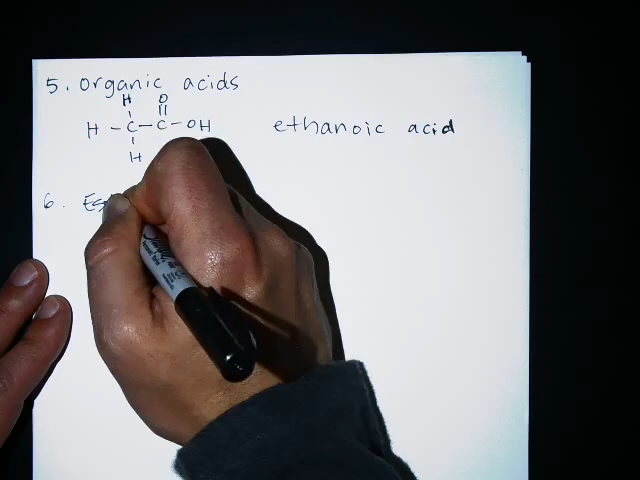 5. Organic acids
H O
H - C - C - OH ethanoic acid
H
6.